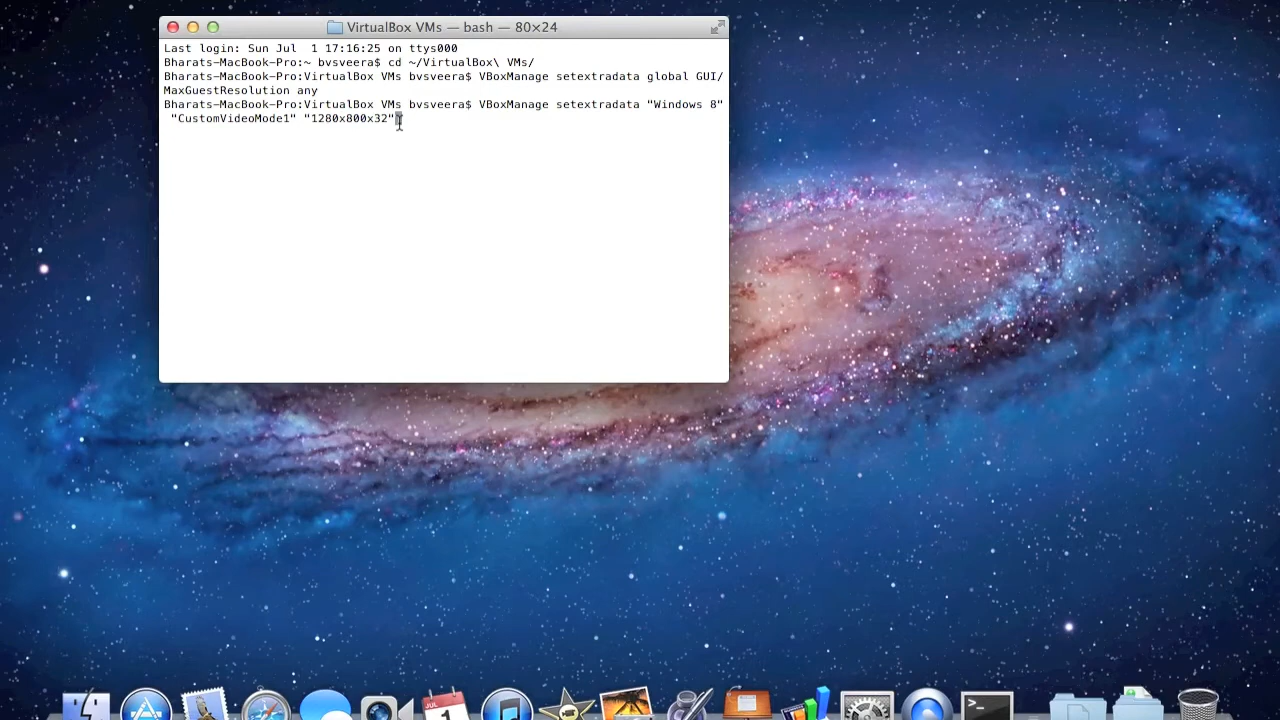 VirtualBox VMs — bash — 80×24
Last login: Sun Jul  1 17:16:25 on ttys000
Bharats-MacBook-Pro:~ bvsveera$ cd ~/VirtualBox\ VMs/
Bharats-MacBook-Pro:VirtualBox VMs bvsveera$ VBoxManage setextradata global GUI/
MaxGuestResolution any
Bharats-MacBook-Pro:VirtualBox VMs bvsveera$ VBoxManage setextradata "Windows 8"
 "CustomVideoMode1" "1280x800x32"
JUL
1
>_